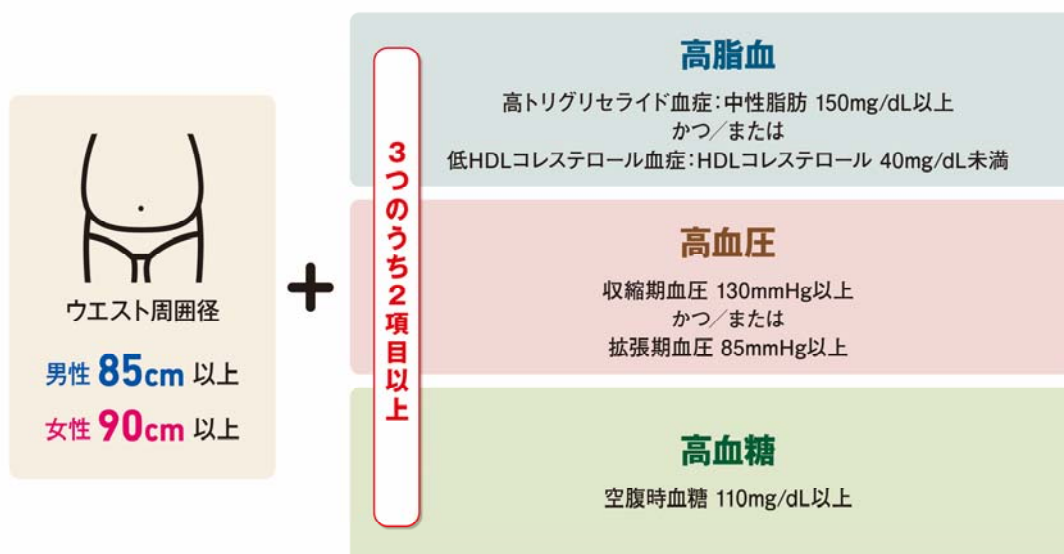 ウエスト周囲径
男性 85cm 以上
女性 90cm 以上
+
3つのうち2項目以上
高脂血
高トリグリセライド血症:中性脂肪 150mg/dL以上
かつ/または
低HDLコレステロール血症:HDLコレステロール 40mg/dL未満
高血圧
収縮期血圧 130mmHg以上
かつ/または
拡張期血圧 85mmHg以上
高血糖
空腹時血糖 110mg/dL以上